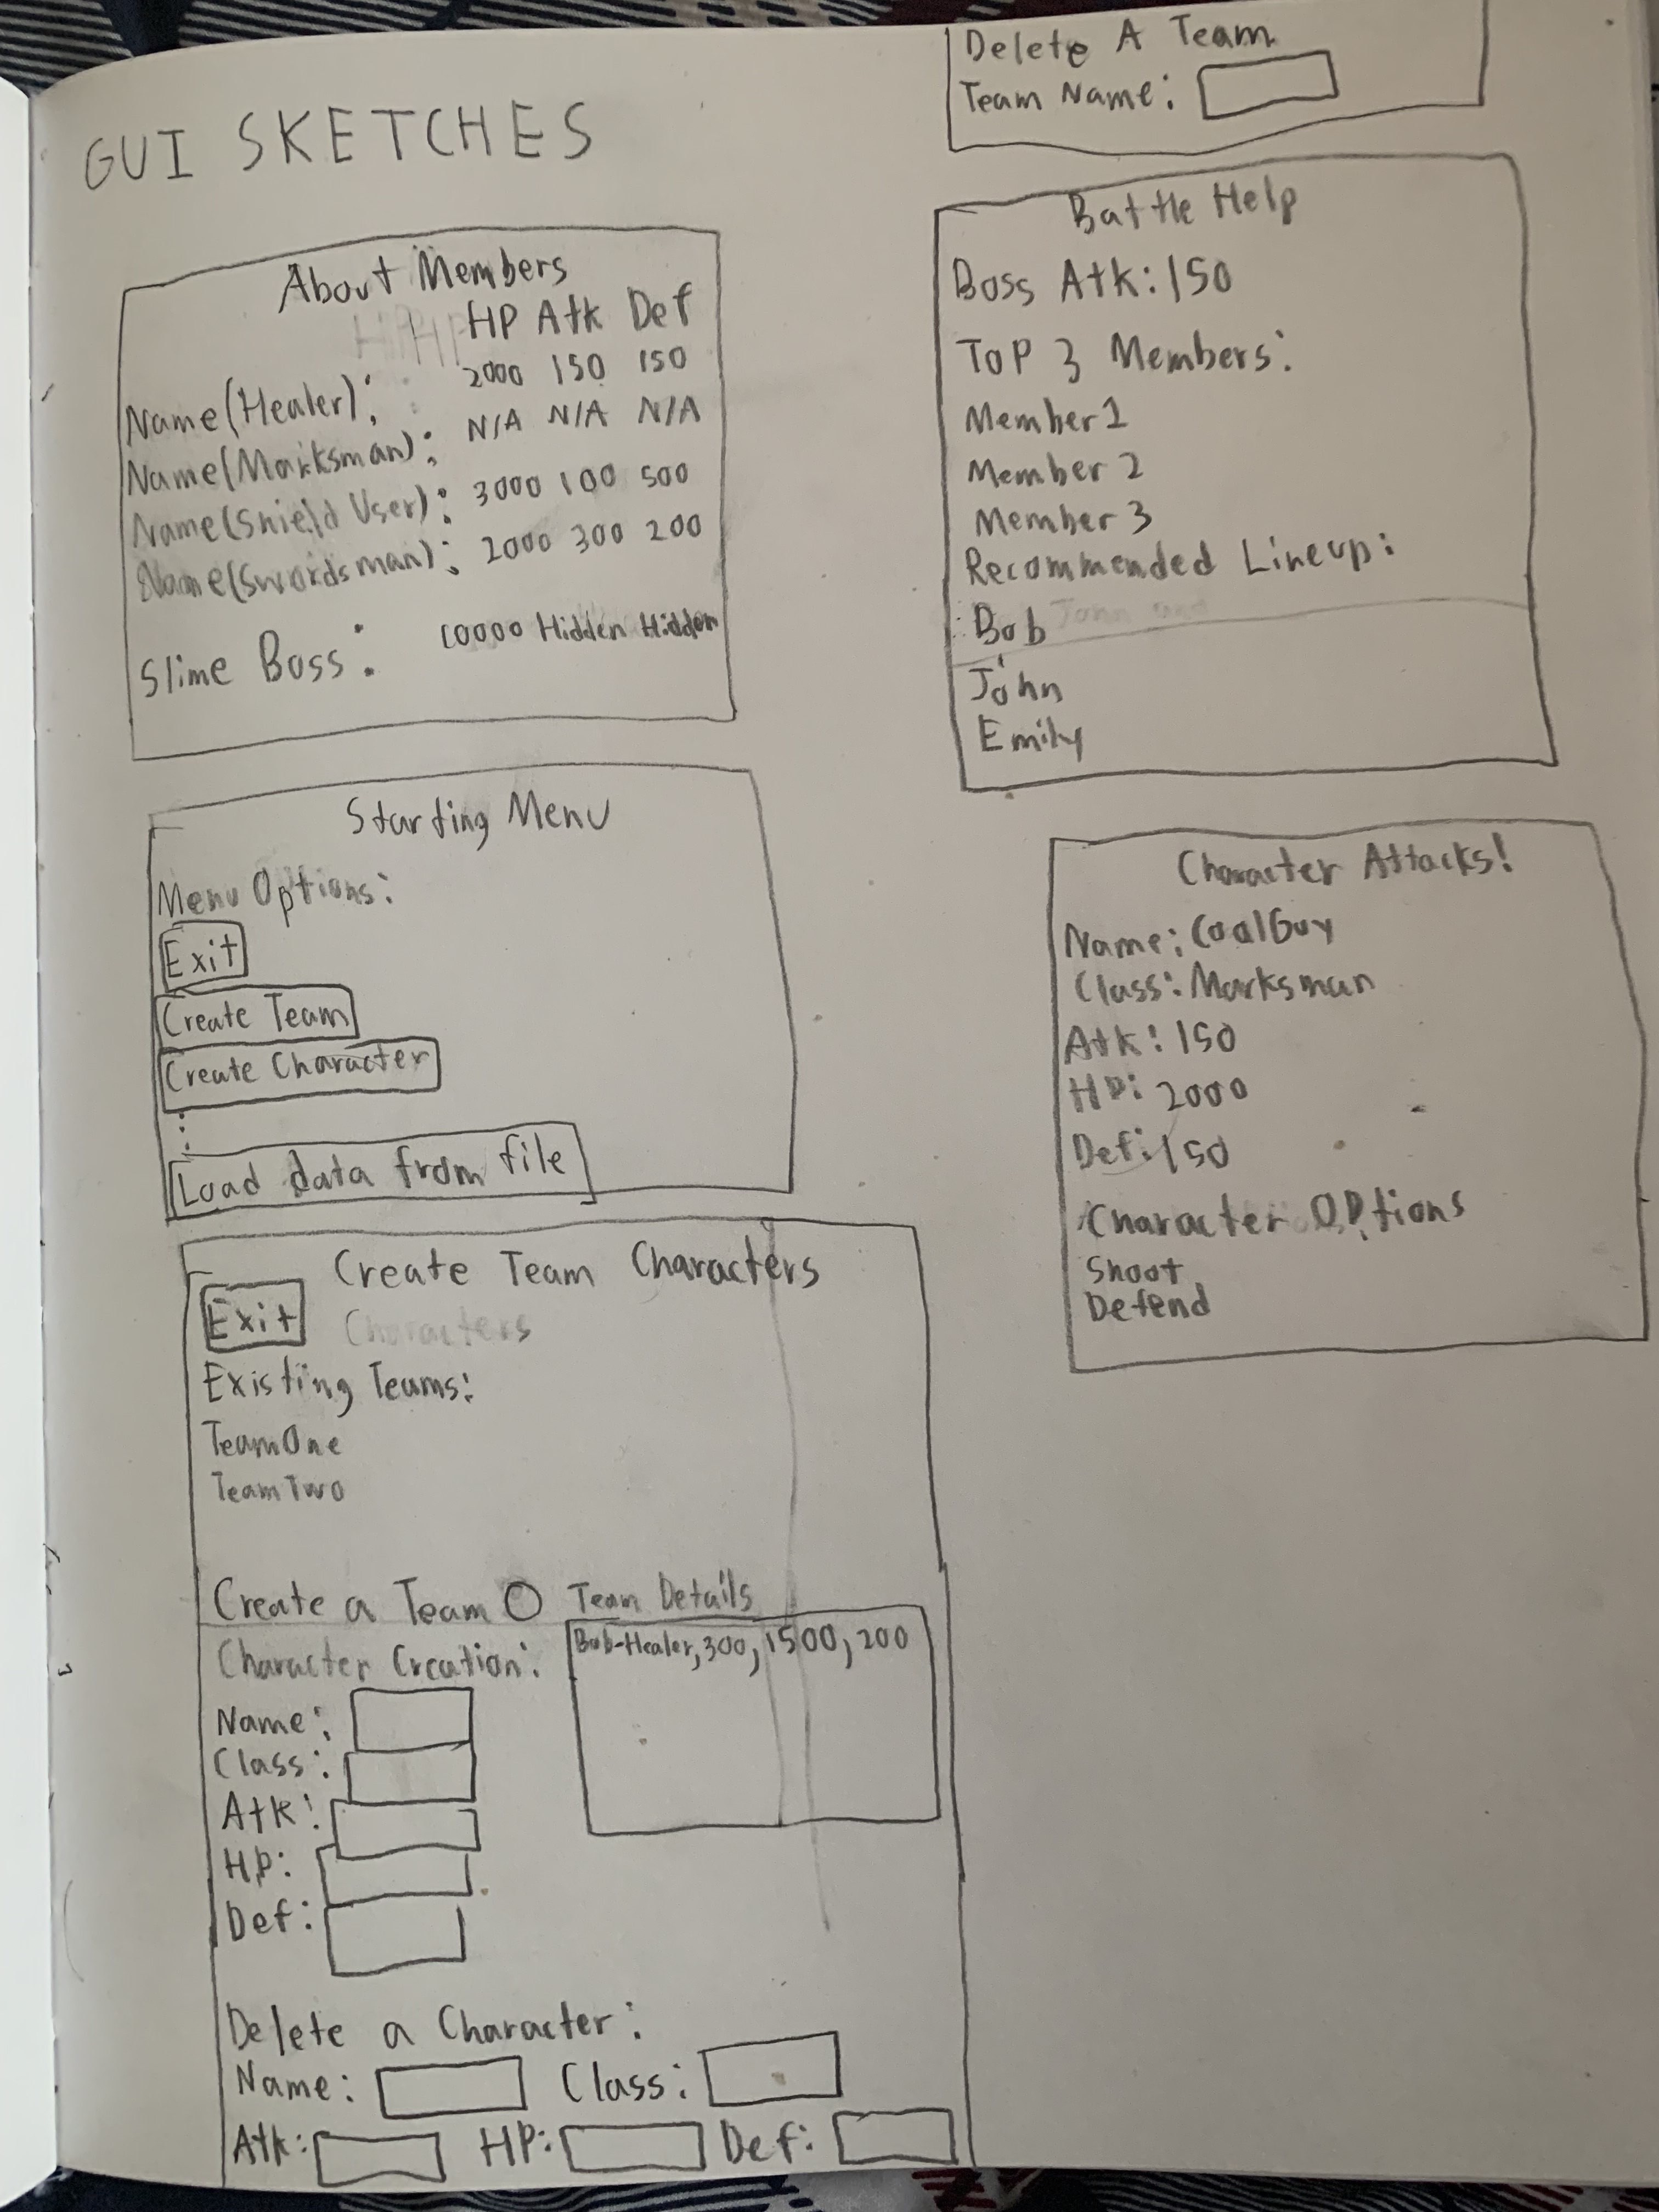 GUI SKETCHES
About Members
HP Atk Def
Name(Healer): 2000 150 150
Name(Marksman): N/A N/A N/A
Name(Shield User): 3000 100 500
Name(Swordsman): 2000 300 200
Slime Boss: 10000 Hidden Hidden
Starting Menu
Menu Options:
Exit
Create Team
Create Character
⋮
Load data from file
Create Team Characters
Exit
Characters
Existing Teams:
TeamOne
TeamTwo
Create a Team
Character Creation:
Name:
Class:
Atk:
HP:
Def:
Team Details
Bob-Healer, 300, 1500, 200
Delete a Character:
Name: Class:
Atk: HP: Def:
Delete A Team
Team Name:
Battle Help
Boss Atk: 150
Top 3 Members:
Member 1
Member 2
Member 3
Recommended Lineup:
Bob
John
Emily
Character Attacks!
Name: CoolGuy
Class: Marksman
Atk: 150
HP: 2000
Def: 150
Character Options
Shoot
Defend